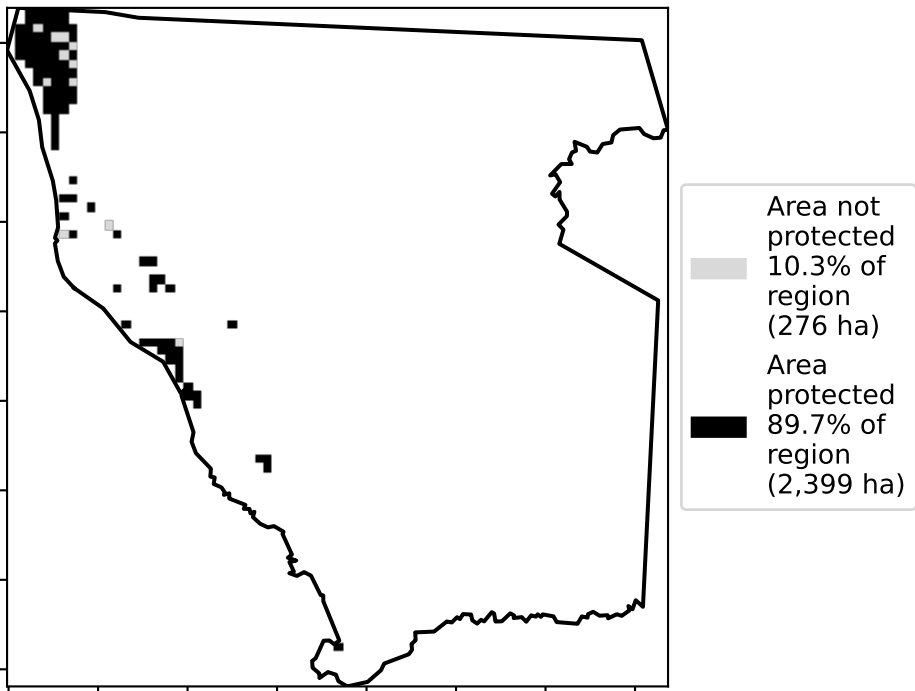 Area not
protected
10.3% of
region
(276 ha)
Area
protected
89.7% of
region
(2,399 ha)